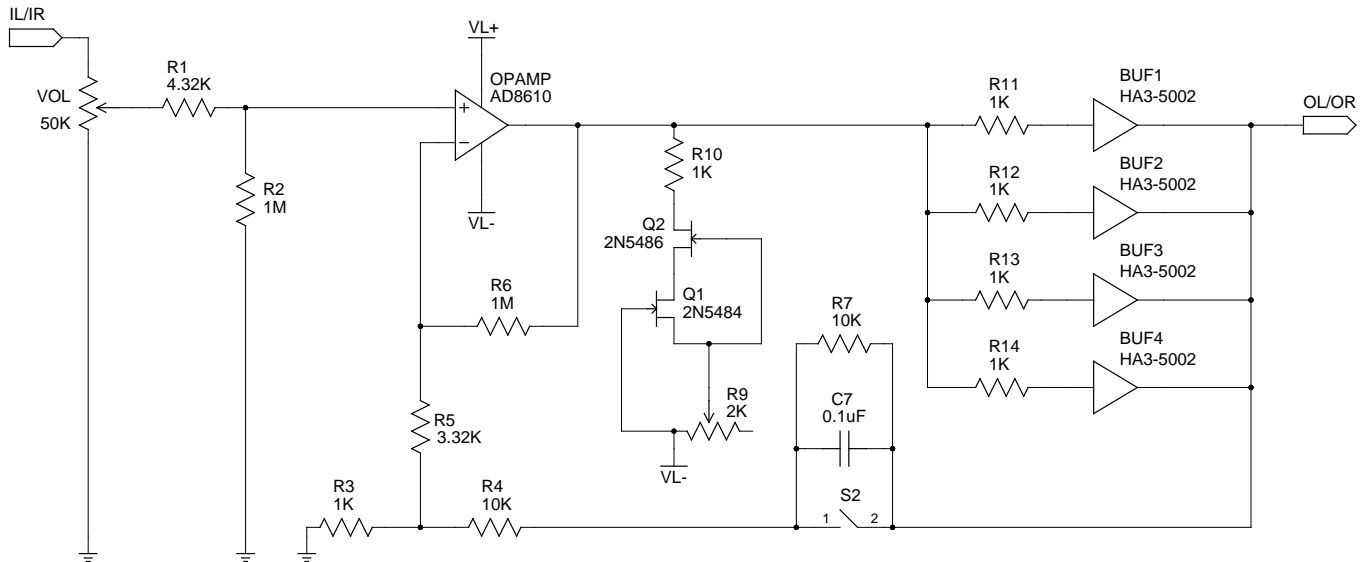 IL/IR
VOL
50K
R1
4.32K
R2
1M
VL+
OPAMP
AD8610
VL-
R6
1M
R5
3.32K
R3
1K
R4
10K
R10
1K
Q2
2N5486
Q1
2N5484
R9
2K
VL-
R7
10K
C7
0.1uF
S2
1
2
R11
1K
R12
1K
R13
1K
R14
1K
BUF1
HA3-5002
BUF2
HA3-5002
BUF3
HA3-5002
BUF4
HA3-5002
OL/OR